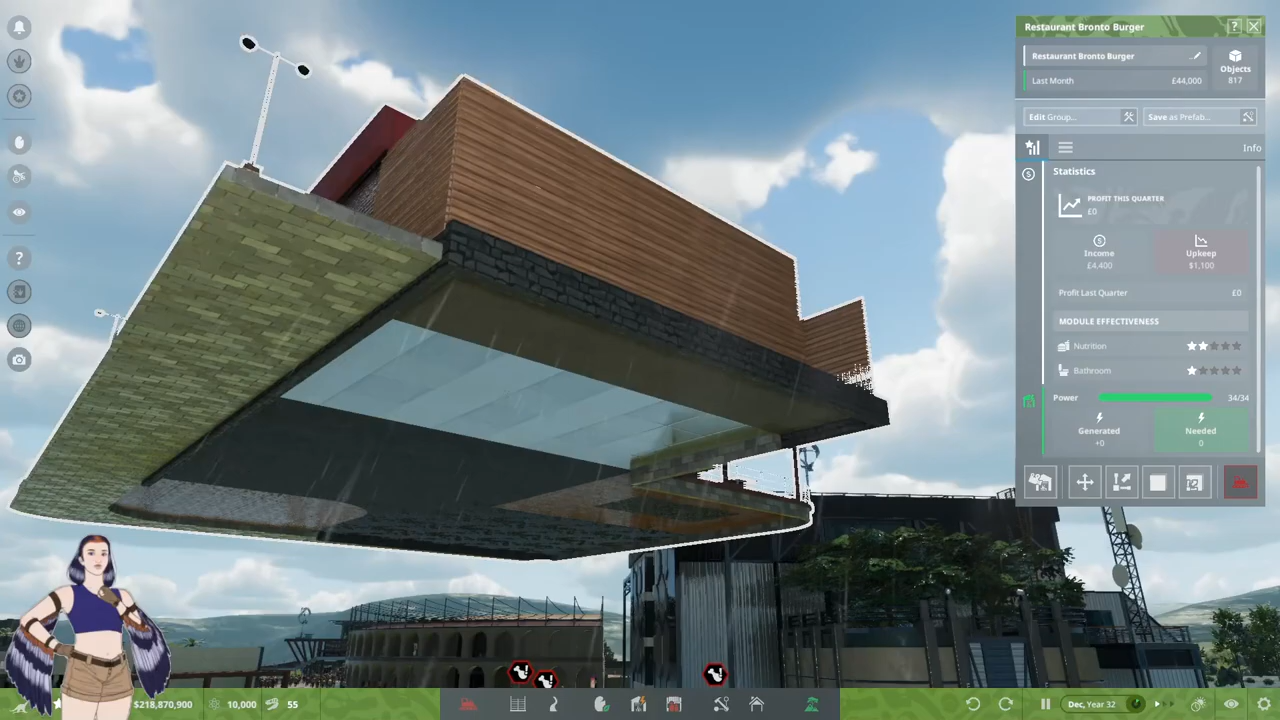 Restaurant Bronto Burger
?
Restaurant Bronto Burger
Last Month £44,000
Objects
817
Edit Group...
Save as Prefab...
Info
Statistics
PROFIT THIS QUARTER
£0
Income
£4,400
Upkeep
$1,100
Profit Last Quarter £0
MODULE EFFECTIVENESS
Nutrition
Bathroom
Power 34/34
Generated
+0
Needed
0
?
$218,870,900
10,000
55
Dec, Year 32